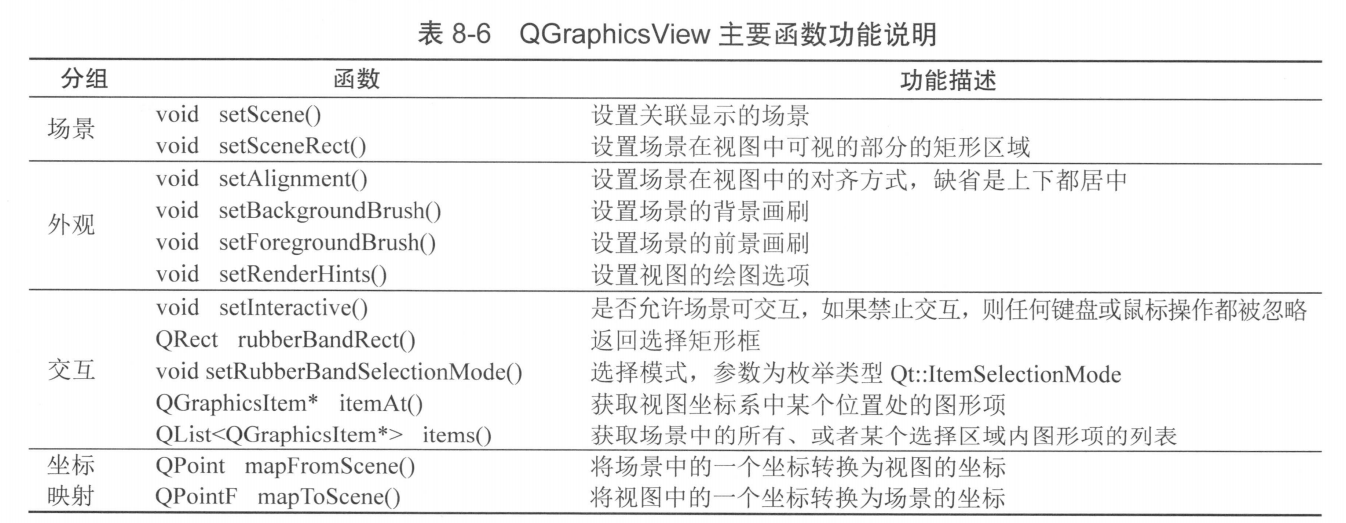 表 8-6 QGraphicsView 主要函数功能说明
分组 函数 功能描述
场景
void setScene() 设置关联显示的场景
void setSceneRect() 设置场景在视图中可视的部分的矩形区域
外观
void setAlignment() 设置场景在视图中的对齐方式，缺省是上下都居中
void setBackgroundBrush() 设置场景的背景画刷
void setForegroundBrush() 设置场景的前景画刷
void setRenderHints() 设置视图的绘图选项
交互
void setInteractive() 是否允许场景可交互，如果禁止交互，则任何键盘或鼠标操作都被忽略
QRect rubberBandRect() 返回选择矩形框
void setRubberBandSelectionMode() 选择模式，参数为枚举类型 Qt::ItemSelectionMode
QGraphicsItem* itemAt() 获取视图坐标系中某个位置处的图形项
QList<QGraphicsItem*> items() 获取场景中的所有、或者某个选择区域内图形项的列表
坐标 QPoint mapFromScene() 将场景中的一个坐标转换为视图的坐标
映射 QPointF mapToScene() 将视图中的一个坐标转换为场景的坐标